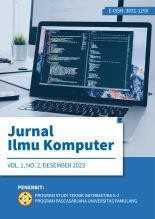 E-ISSN: 3031-125X
Jurnal
Ilmu Komputer
VOL. 1, NO. 2, DESEMBER 2023
PENERBIT:
PROGRAM STUDI TEKNIK INFORMATIKA S-2
PROGRAM PASCASARJANA UNIVERSITAS PAMULANG